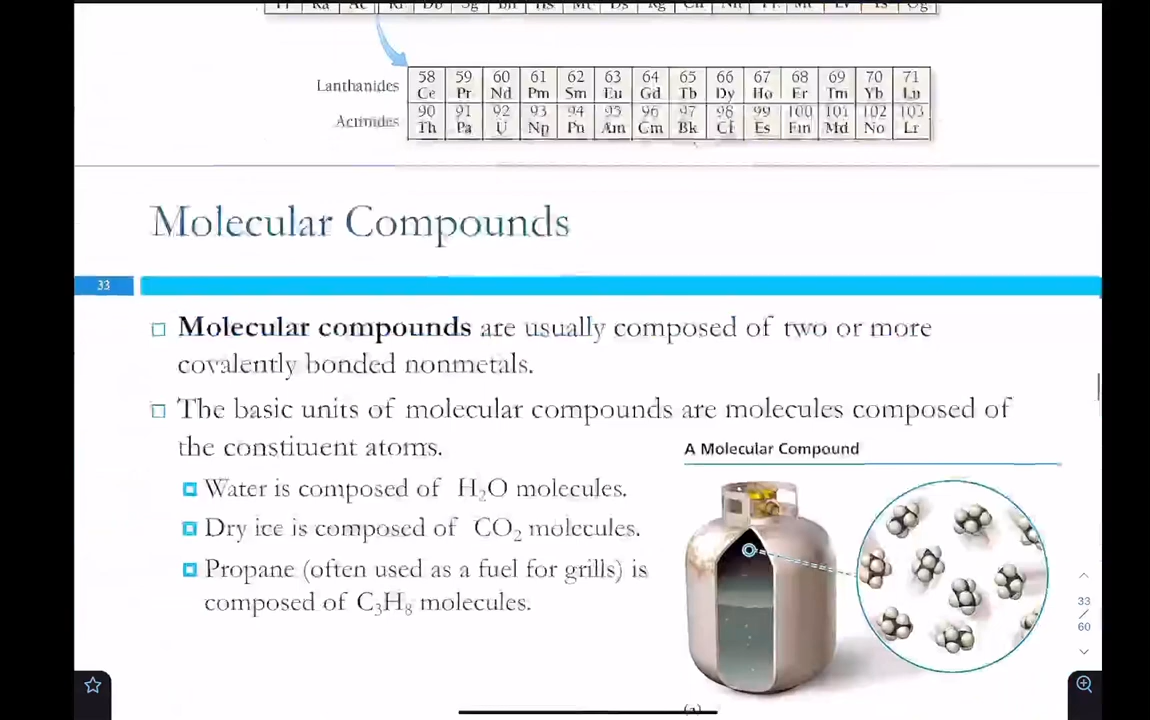 Lanthanides
58 59 60 61 62 63 64 65 66 67 68 69 70 71
Ce Pr Nd Pm Sm Eu Gd Tb Dy Ho Er Tm Yb Lu
Actinides
90 91 92 93 94 95 96 97 98 99 100 101 102 103
Th Pa U Np Pu Am Cm Bk Cf Es Fm Md No Lr
Molecular Compounds
33
Molecular compounds are usually composed of two or more
covalently bonded nonmetals.
The basic units of molecular compounds are molecules composed of
the constituent atoms.
A Molecular Compound
Water is composed of H₂O molecules.
Dry ice is composed of CO₂ molecules.
Propane (often used as a fuel for grills) is
composed of C₃H₈ molecules.
33
/
60